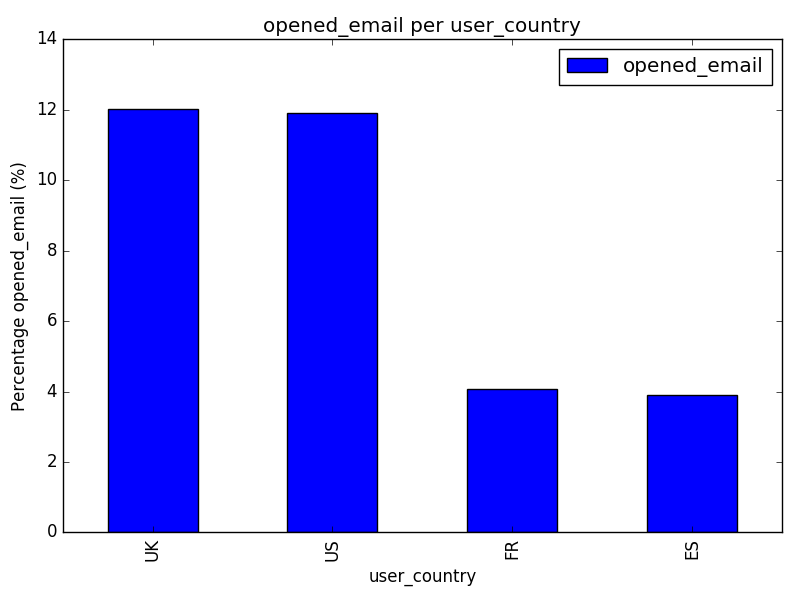 opened_email per user_country
opened_email
Percentage opened_email (%)
14
12
10
8
6
4
2
0
UK
US
FR
ES
user_country